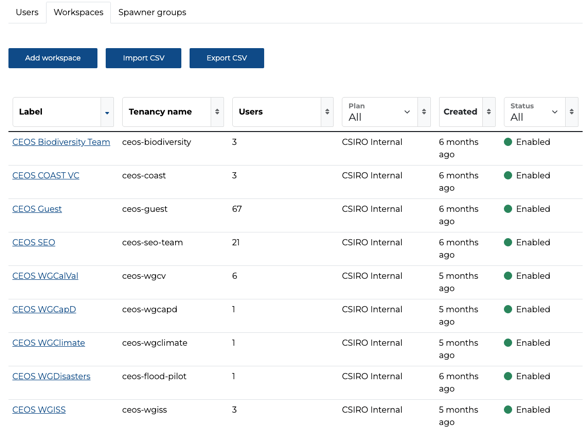 Users Workspaces Spawner groups
Add workspace Import CSV Export CSV
Label Tenancy name Users Plan All Created Status All
CEOS Biodiversity Team ceos-biodiversity 3 CSIRO Internal 6 months ago Enabled
CEOS COAST VC ceos-coast 3 CSIRO Internal 6 months ago Enabled
CEOS Guest ceos-guest 67 CSIRO Internal 6 months ago Enabled
CEOS SEO ceos-seo-team 21 CSIRO Internal 6 months ago Enabled
CEOS WGCalVal ceos-wgcv 6 CSIRO Internal 5 months ago Enabled
CEOS WGCapD ceos-wgcapd 1 CSIRO Internal 5 months ago Enabled
CEOS WGClimate ceos-wgclimate 1 CSIRO Internal 5 months ago Enabled
CEOS WGDisasters ceos-flood-pilot 1 CSIRO Internal 6 months ago Enabled
CEOS WGISS ceos-wgiss 3 CSIRO Internal 5 months ago Enabled